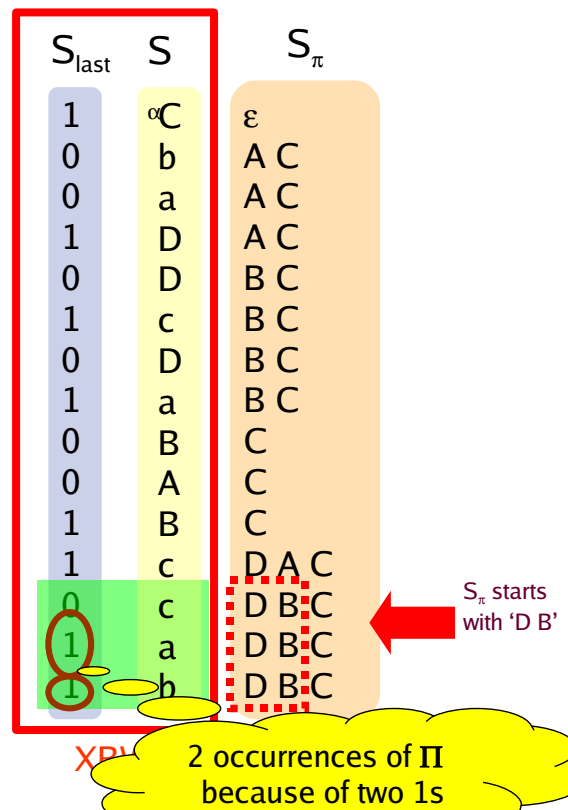 S_last S S_π
1 αC ε
0 b A C
0 a A C
1 D A C
0 D B C
1 c B C
0 D B C
1 a B C
0 B C
0 A C
1 B C
1 c D A C
0 c D B C
1 a D B C
1 b D B C
S_π starts
with ‘D B’
2 occurrences of Π
because of two 1s